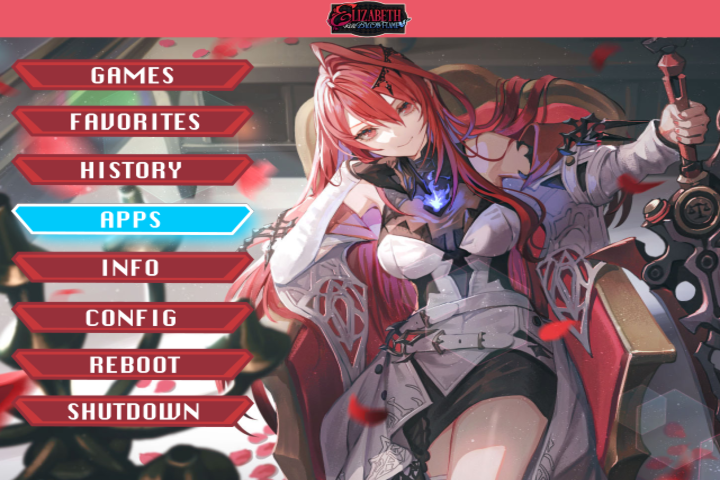 ELIZABETH
GAMES
FAVORITES
HISTORY
APPS
INFO
CONFIG
REBOOT
SHUTDOWN